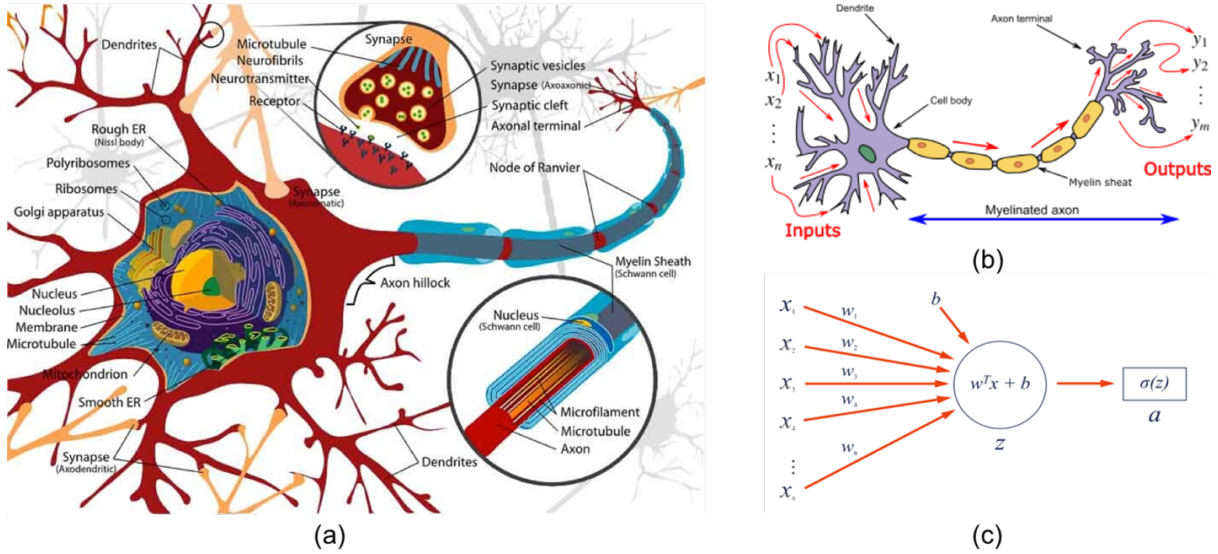 Dendrites
Microtubule
Neurofibrils
Neurotransmitter
Receptor
Synapse
Synaptic vesicles
Synapse (Axoaxonic)
Synaptic cleft
Axonal terminal
Rough ER
(Nissl body)
Polyribosomes
Ribosomes
Golgi apparatus
Synapse
(Axosomatic)
Node of Ranvier
Myelin Sheath
(Schwann cell)
Axon hillock
Nucleus
Nucleolus
Membrane
Microtubule
Mitochondrion
Smooth ER
Nucleus
(Schwann cell)
Microfilament
Microtubule
Axon
Synapse
(Axodendritic)
Dendrites
(a)
Dendrite
Axon terminal
Cell body
Myelin sheat
Myelinated axon
x1
x2
⋮
xn
Inputs
y1
y2
⋮
ym
Outputs
(b)
x1
x2
x3
x4
⋮
xn
w1
w2
w3
w4
wn
b
wTx + b
z
σ(z)
a
(c)